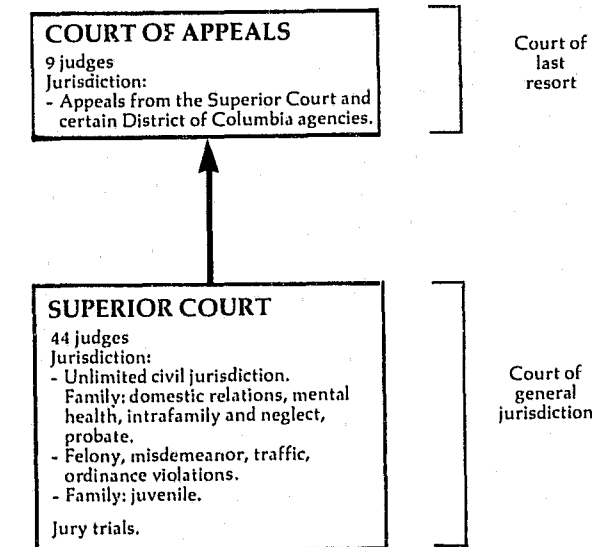 COURT OF APPEALS
9 judges
Jurisdiction:
- Appeals from the Superior Court and
certain District of Columbia agencies.
Court of
last
resort
SUPERIOR COURT
44 judges
Jurisdiction:
- Unlimited civil jurisdiction.
Family: domestic relations, mental
health, intrafamily and neglect,
probate.
- Felony, misdemeanor, traffic,
ordinance violations.
- Family: juvenile.
Jury trials.
Court of
general
jurisdiction